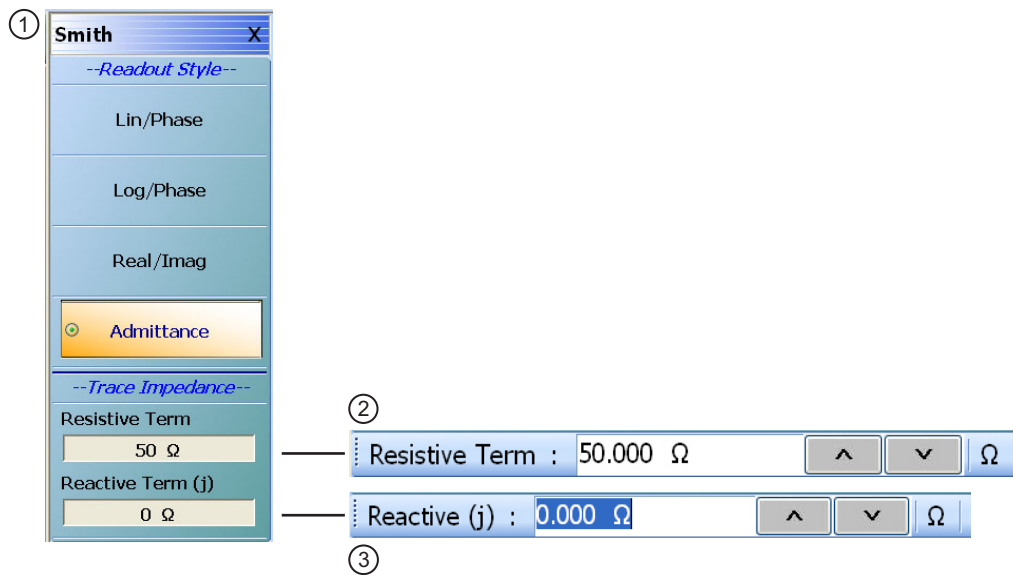 ①
Smith X
--Readout Style--
Lin/Phase
Log/Phase
Real/Imag
Admittance
--Trace Impedance--
Resistive Term
50 Ω
Reactive Term (j)
0 Ω
②
Resistive Term : 50.000 Ω Ω
Reactive (j) : 0.000 Ω Ω
③